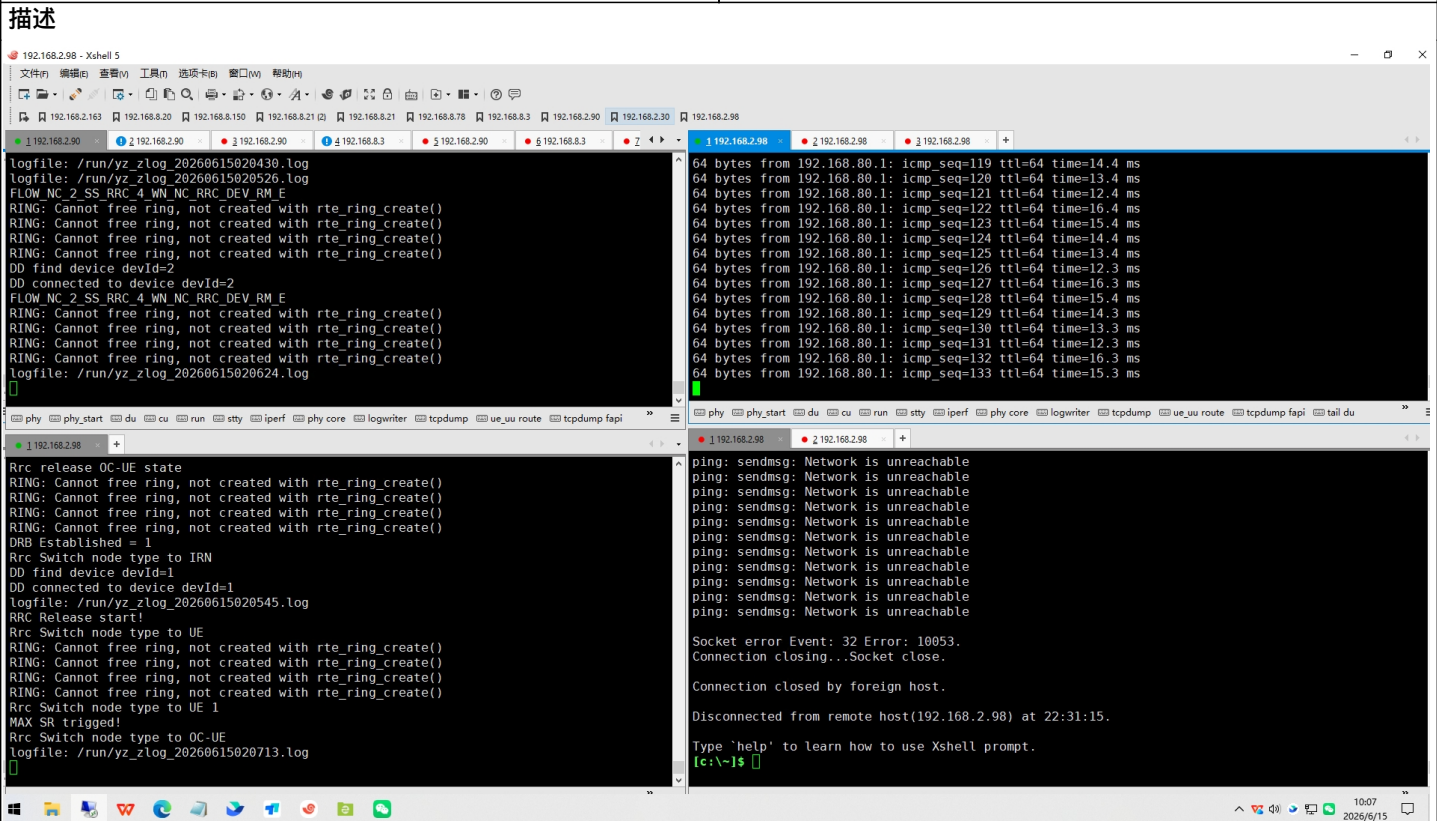 描述
192.168.2.98 - Xshell 5
文件(F) 编辑(E) 查看(V) 工具(T) 选项卡(B) 窗口(W) 帮助(H)
192.168.2.163 192.168.8.20 192.168.8.150 192.168.8.21 (2) 192.168.8.21 192.168.8.78 192.168.8.3 192.168.2.90 192.168.2.30 192.168.2.98
1 192.168.2.90 2 192.168.2.90 3 192.168.2.90 4 192.168.8.3 5 192.168.2.90 6 192.168.8.3 7
logfile: /run/yz_zlog_20260615020430.log
logfile: /run/yz_zlog_20260615020526.log
FLOW_NC_2_SS_RRC_4_WN_NC_RRC_DEV_RM_E
RING: Cannot free ring, not created with rte_ring_create()
RING: Cannot free ring, not created with rte_ring_create()
RING: Cannot free ring, not created with rte_ring_create()
RING: Cannot free ring, not created with rte_ring_create()
DD find device devId=2
DD connected to device devId=2
FLOW_NC_2_SS_RRC_4_WN_NC_RRC_DEV_RM_E
RING: Cannot free ring, not created with rte_ring_create()
RING: Cannot free ring, not created with rte_ring_create()
RING: Cannot free ring, not created with rte_ring_create()
RING: Cannot free ring, not created with rte_ring_create()
logfile: /run/yz_zlog_20260615020624.log
phy phy_start du cu run stty iperf phy core logwriter tcpdump ue_uu route tcpdump fapi »
1 192.168.2.98 2 192.168.2.98 3 192.168.2.98 +
64 bytes from 192.168.80.1: icmp_seq=119 ttl=64 time=14.4 ms
64 bytes from 192.168.80.1: icmp_seq=120 ttl=64 time=13.4 ms
64 bytes from 192.168.80.1: icmp_seq=121 ttl=64 time=12.4 ms
64 bytes from 192.168.80.1: icmp_seq=122 ttl=64 time=16.4 ms
64 bytes from 192.168.80.1: icmp_seq=123 ttl=64 time=15.4 ms
64 bytes from 192.168.80.1: icmp_seq=124 ttl=64 time=14.4 ms
64 bytes from 192.168.80.1: icmp_seq=125 ttl=64 time=13.4 ms
64 bytes from 192.168.80.1: icmp_seq=126 ttl=64 time=12.3 ms
64 bytes from 192.168.80.1: icmp_seq=127 ttl=64 time=16.3 ms
64 bytes from 192.168.80.1: icmp_seq=128 ttl=64 time=15.4 ms
64 bytes from 192.168.80.1: icmp_seq=129 ttl=64 time=14.3 ms
64 bytes from 192.168.80.1: icmp_seq=130 ttl=64 time=13.3 ms
64 bytes from 192.168.80.1: icmp_seq=131 ttl=64 time=12.3 ms
64 bytes from 192.168.80.1: icmp_seq=132 ttl=64 time=16.3 ms
64 bytes from 192.168.80.1: icmp_seq=133 ttl=64 time=15.3 ms
phy phy_start du cu run stty iperf phy core logwriter tcpdump ue_uu route tcpdump fapi tail du »
1 192.168.2.98 +
Rrc release OC-UE state
RING: Cannot free ring, not created with rte_ring_create()
RING: Cannot free ring, not created with rte_ring_create()
RING: Cannot free ring, not created with rte_ring_create()
RING: Cannot free ring, not created with rte_ring_create()
DRB Established = 1
Rrc Switch node type to IRN
DD find device devId=1
DD connected to device devId=1
logfile: /run/yz_zlog_20260615020545.log
RRC Release start!
Rrc Switch node type to UE
RING: Cannot free ring, not created with rte_ring_create()
RING: Cannot free ring, not created with rte_ring_create()
RING: Cannot free ring, not created with rte_ring_create()
RING: Cannot free ring, not created with rte_ring_create()
Rrc Switch node type to UE 1
MAX SR trigged!
Rrc Switch node type to OC-UE
logfile: /run/yz_zlog_20260615020713.log
1 192.168.2.98 2 192.168.2.98 +
ping: sendmsg: Network is unreachable
ping: sendmsg: Network is unreachable
ping: sendmsg: Network is unreachable
ping: sendmsg: Network is unreachable
ping: sendmsg: Network is unreachable
ping: sendmsg: Network is unreachable
ping: sendmsg: Network is unreachable
ping: sendmsg: Network is unreachable
ping: sendmsg: Network is unreachable
ping: sendmsg: Network is unreachable
ping: sendmsg: Network is unreachable
Socket error Event: 32 Error: 10053.
Connection closing...Socket close.
Connection closed by foreign host.
Disconnected from remote host(192.168.2.98) at 22:31:15.
Type `help' to learn how to use Xshell prompt.
[c:\~]$
10:07
2026/6/15